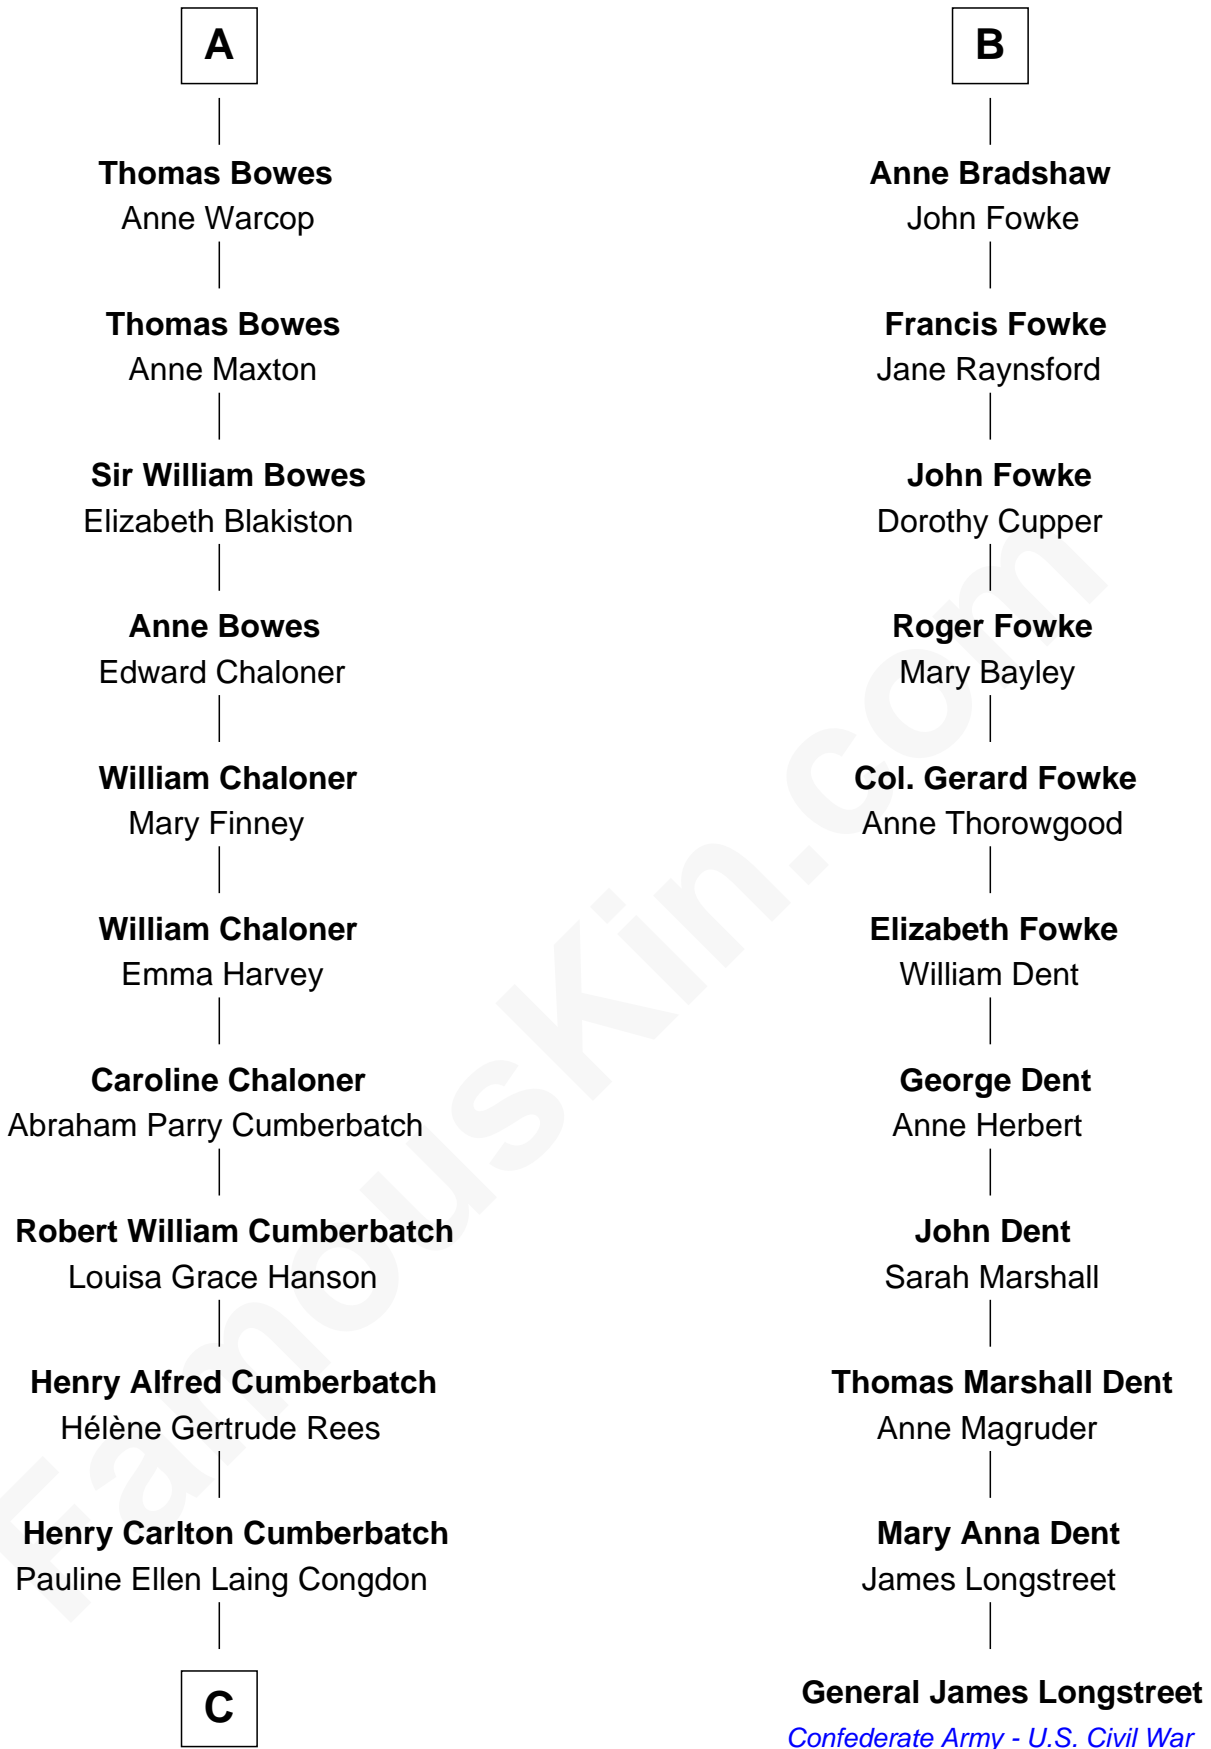 A
Thomas Bowes
Anne Warcop
Thomas Bowes
Anne Maxton
Sir William Bowes
Elizabeth Blakiston
Anne Bowes
Edward Chaloner
William Chaloner
Mary Finney
William Chaloner
Emma Harvey
Caroline Chaloner
Abraham Parry Cumberbatch
Robert William Cumberbatch
Louisa Grace Hanson
Henry Alfred Cumberbatch
Hélène Gertrude Rees
Henry Carlton Cumberbatch
Pauline Ellen Laing Congdon
C
B
Anne Bradshaw
John Fowke
Francis Fowke
Jane Raynsford
John Fowke
Dorothy Cupper
Roger Fowke
Mary Bayley
Col. Gerard Fowke
Anne Thorowgood
Elizabeth Fowke
William Dent
George Dent
Anne Herbert
John Dent
Sarah Marshall
Thomas Marshall Dent
Anne Magruder
Mary Anna Dent
James Longstreet
General James Longstreet
Confederate Army - U.S. Civil War
FamousKin.com